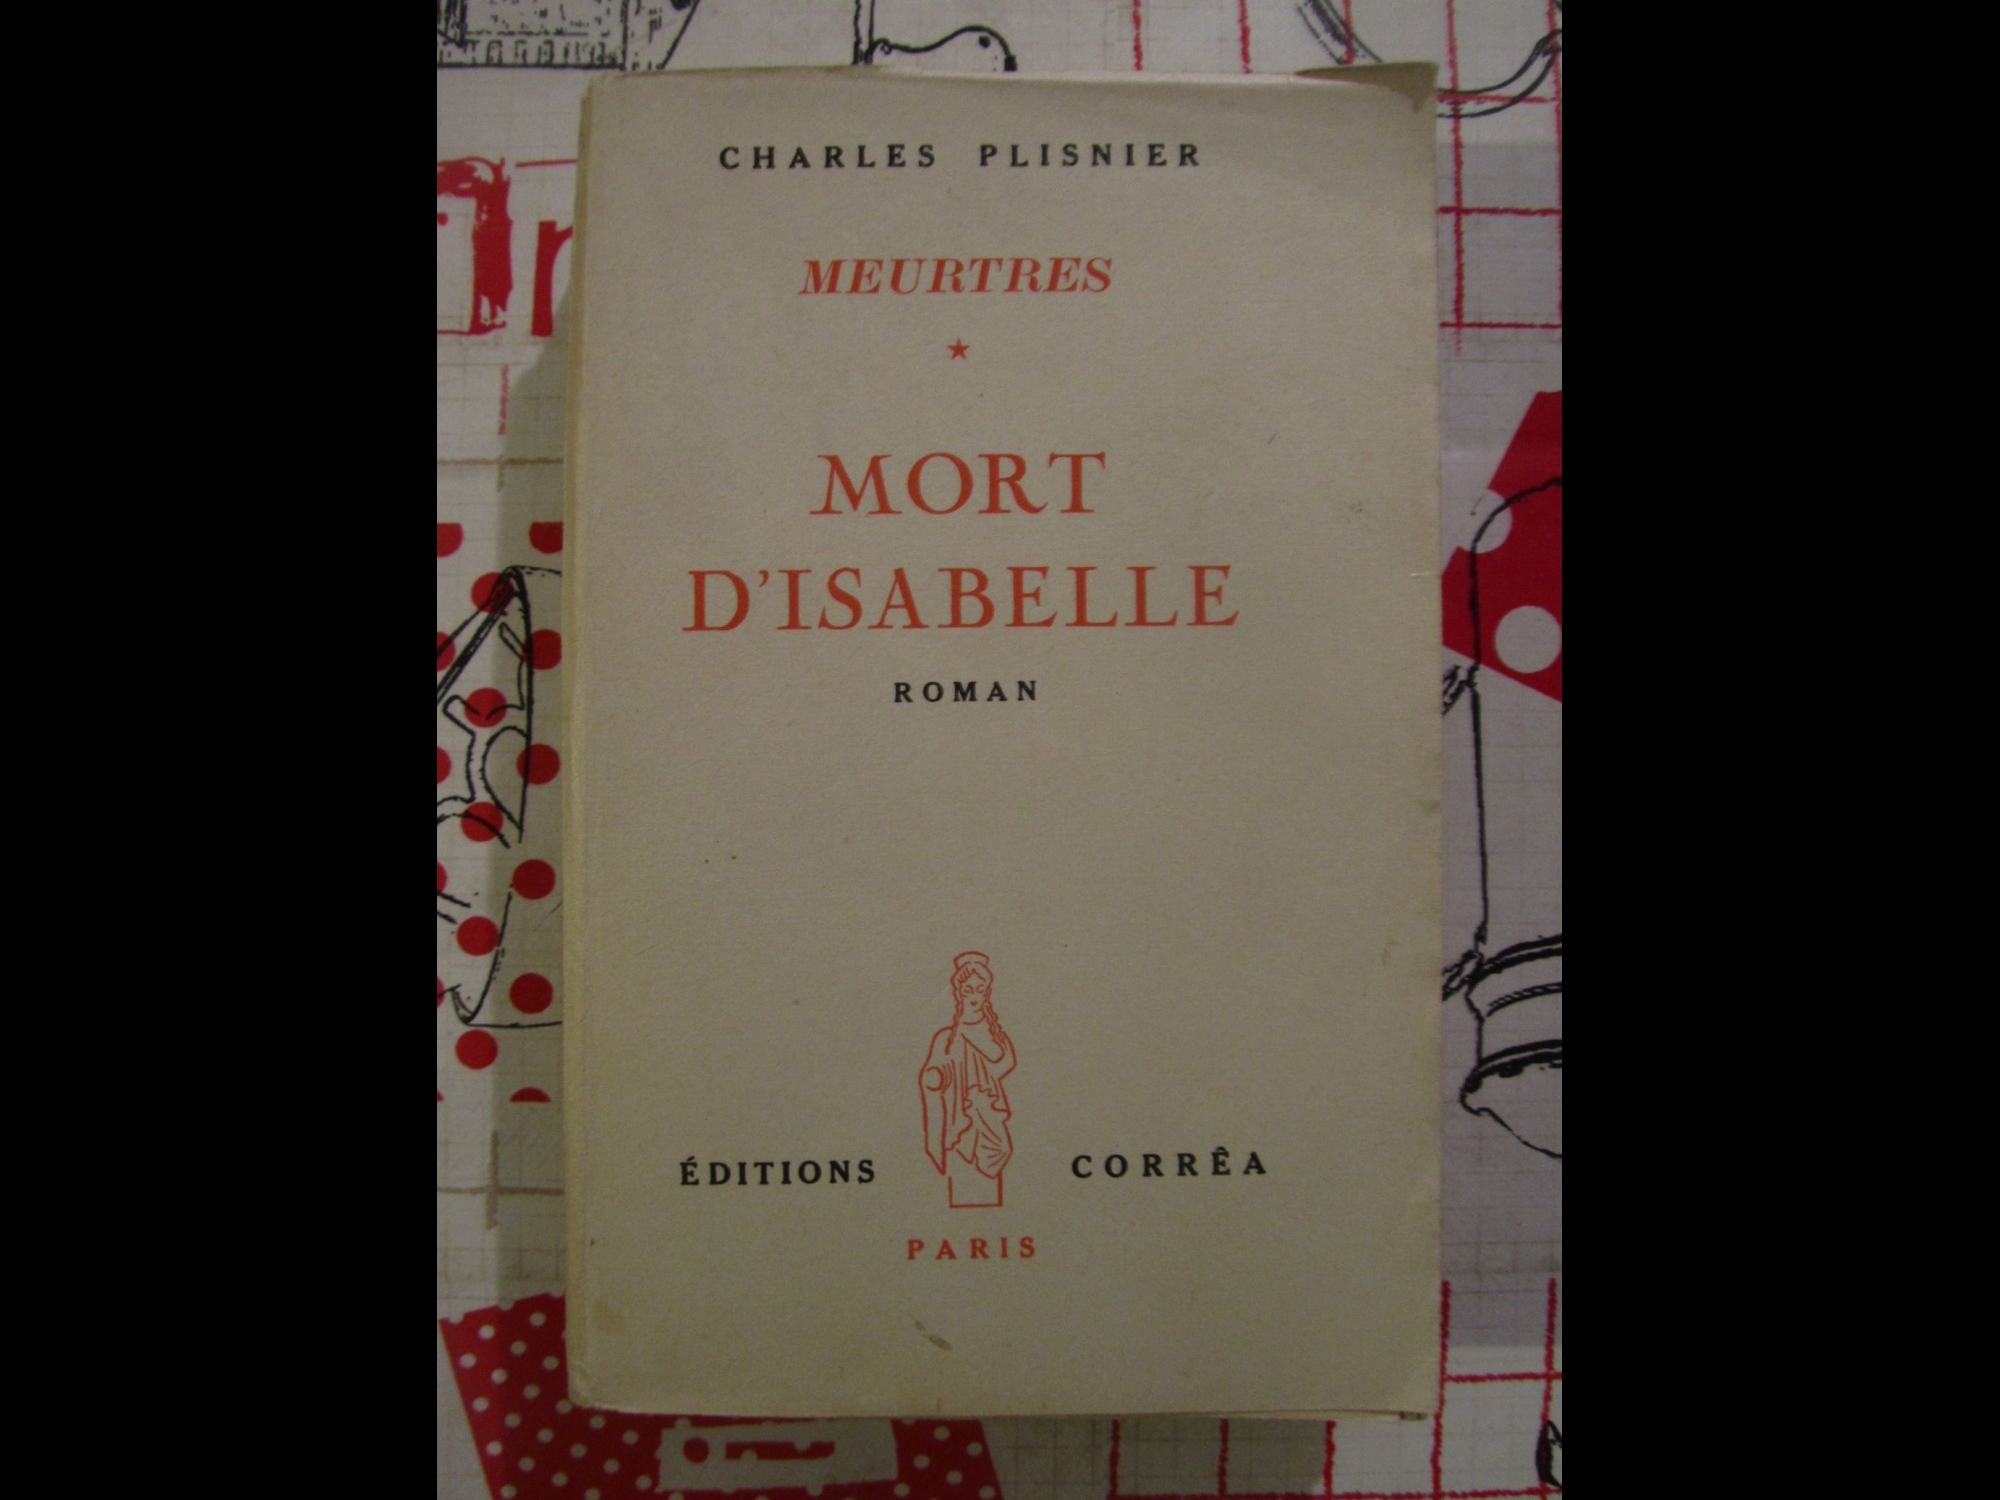 CHARLES PLISNIER
MEURTRES
★
MORT
D'ISABELLE
ROMAN
ÉDITIONS CORRÊA
PARIS